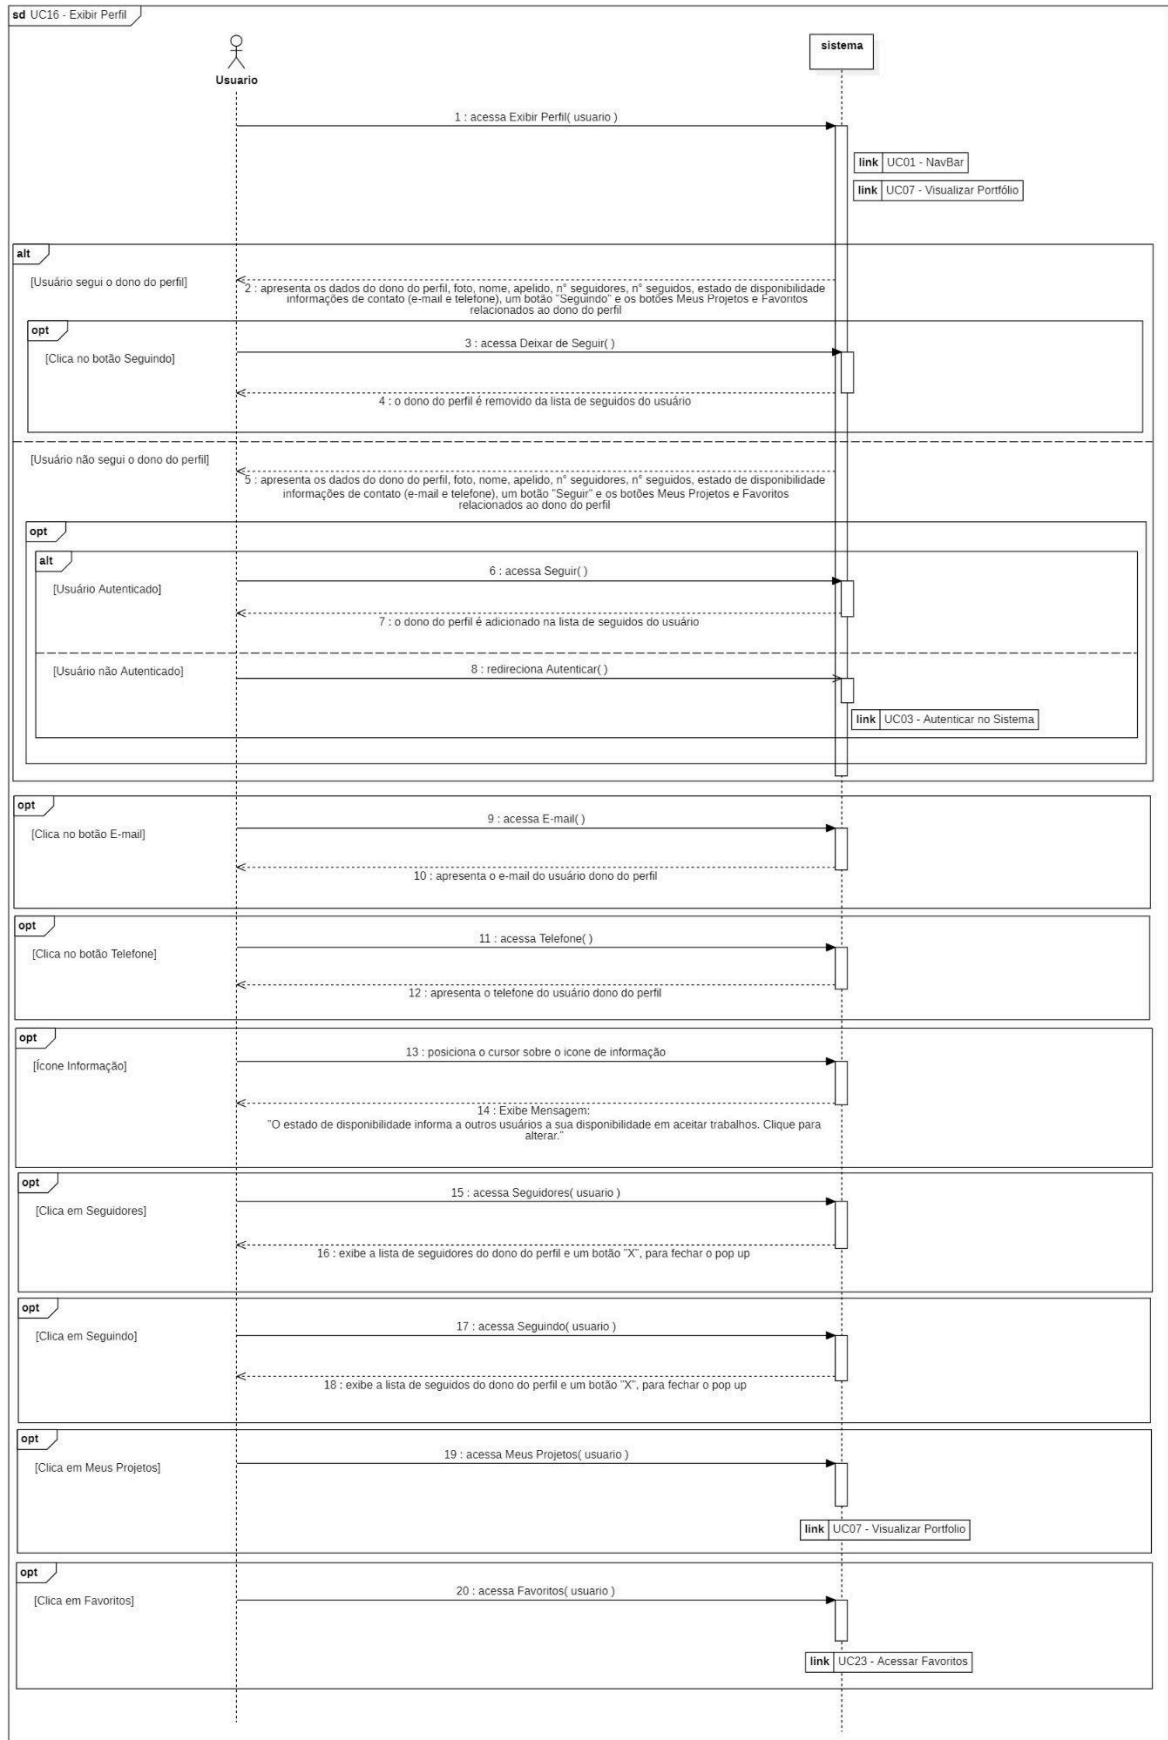 sd UC16 - Exibir Perfil
Usuario
sistema
1 : acessa Exibir Perfil( usuario )
link UC01 - NavBar
link UC07 - Visualizar Portfólio
alt
[Usuário segui o dono do perfil]
2 : apresenta os dados do dono do perfil, foto, nome, apelido, n° seguidores, n° seguidos, estado de disponibilidade
informações de contato (e-mail e telefone), um botão "Seguindo" e os botões Meus Projetos e Favoritos
relacionados ao dono do perfil
opt
[Clica no botão Seguindo]
3 : acessa Deixar de Seguir( )
4 : o dono do perfil é removido da lista de seguidos do usuário
[Usuário não segui o dono do perfil]
5 : apresenta os dados do dono do perfil, foto, nome, apelido, n° seguidores, n° seguidos, estado de disponibilidade
informações de contato (e-mail e telefone), um botão "Seguir" e os botões Meus Projetos e Favoritos
relacionados ao dono do perfil
opt
alt
[Usuário Autenticado]
6 : acessa Seguir( )
7 : o dono do perfil é adicionado na lista de seguidos do usuário
[Usuário não Autenticado]
8 : redireciona Autenticar( )
link UC03 - Autenticar no Sistema
opt
[Clica no botão E-mail]
9 : acessa E-mail( )
10 : apresenta o e-mail do usuário dono do perfil
opt
[Clica no botão Telefone]
11 : acessa Telefone( )
12 : apresenta o telefone do usuário dono do perfil
opt
[Ícone Informação]
13 : posiciona o cursor sobre o icone de informação
14 : Exibe Mensagem:
"O estado de disponibilidade informa a outros usuários a sua disponibilidade em aceitar trabalhos. Clique para
alterar."
opt
[Clica em Seguidores]
15 : acessa Seguidores( usuario )
16 : exibe a lista de seguidores do dono do perfil e um botão "X", para fechar o pop up
opt
[Clica em Seguindo]
17 : acessa Seguindo( usuario )
18 : exibe a lista de seguidos do dono do perfil e um botão "X", para fechar o pop up
opt
[Clica em Meus Projetos]
19 : acessa Meus Projetos( usuario )
link UC07 - Visualizar Portfolio
opt
[Clica em Favoritos]
20 : acessa Favoritos( usuario )
link UC23 - Acessar Favoritos